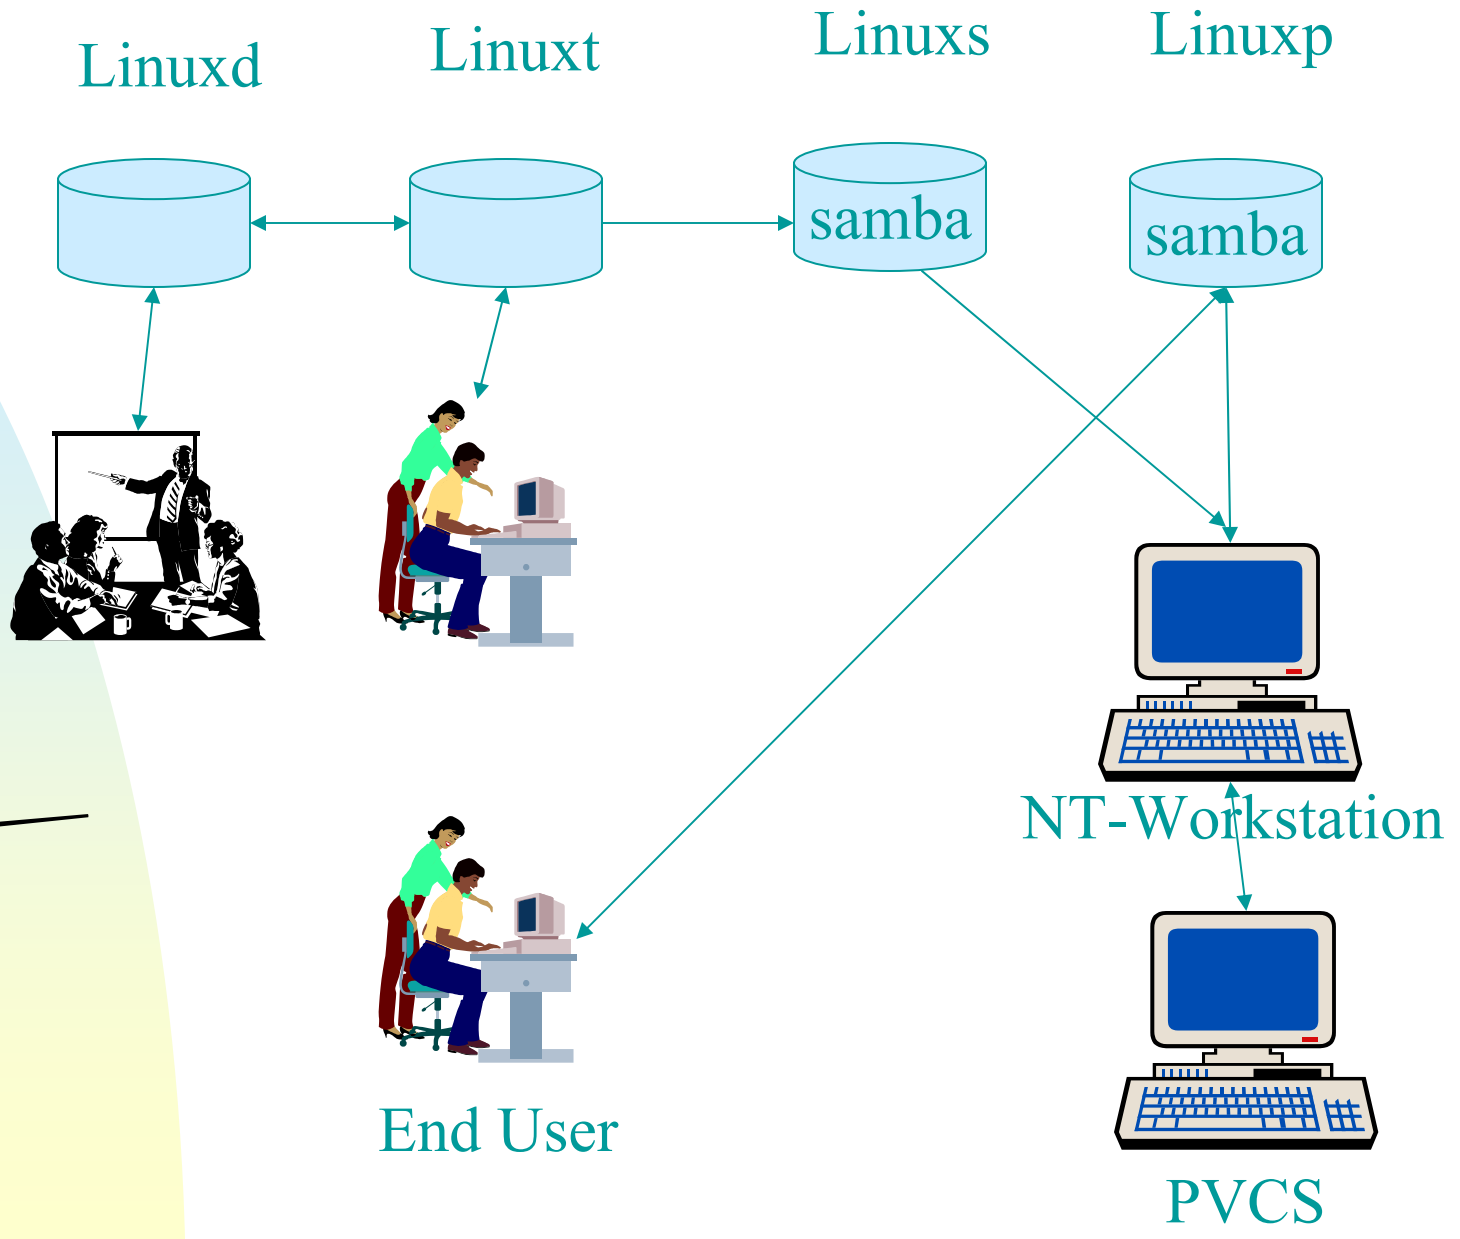 Linuxd
Linuxt
Linuxs
Linuxp
samba
samba
NT-Workstation
End User
PVCS